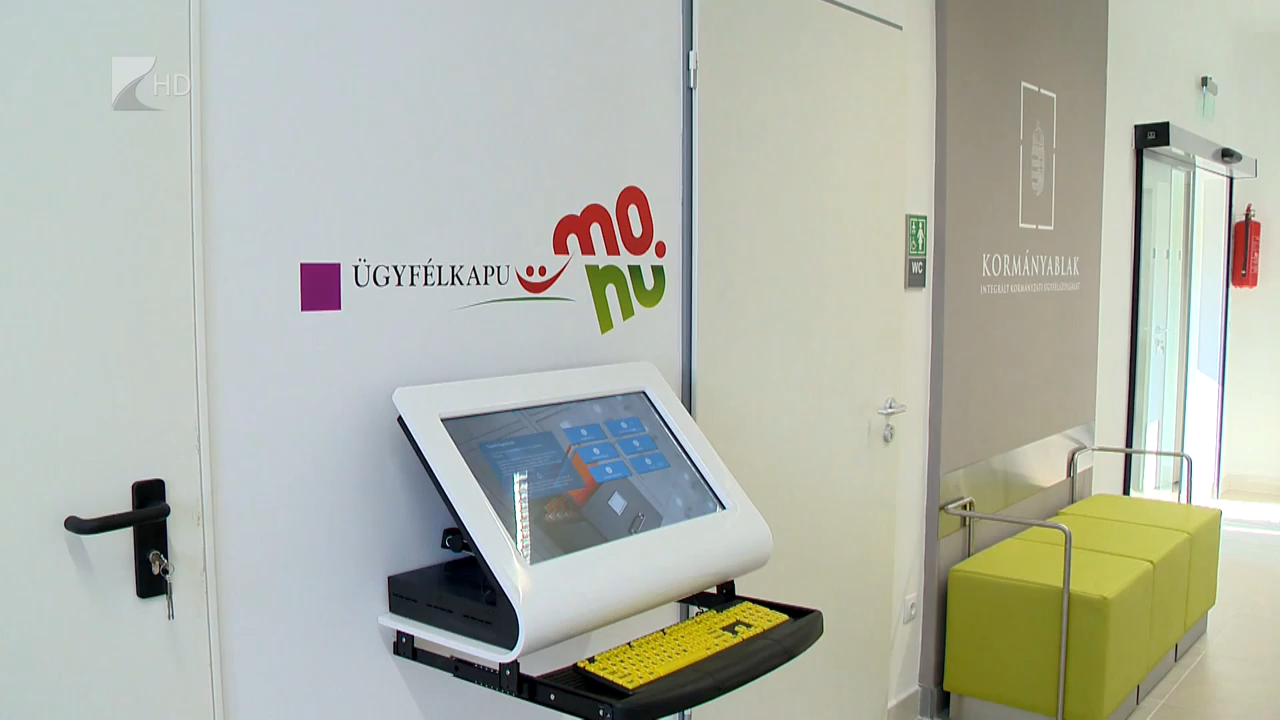 HD
ÜGYFÉLKAPU
mo.
hu
WC
KORMÁNYABLAK
INTEGRÁLT KORMÁNYZATI ÜGYFÉLSZOLGÁLAT